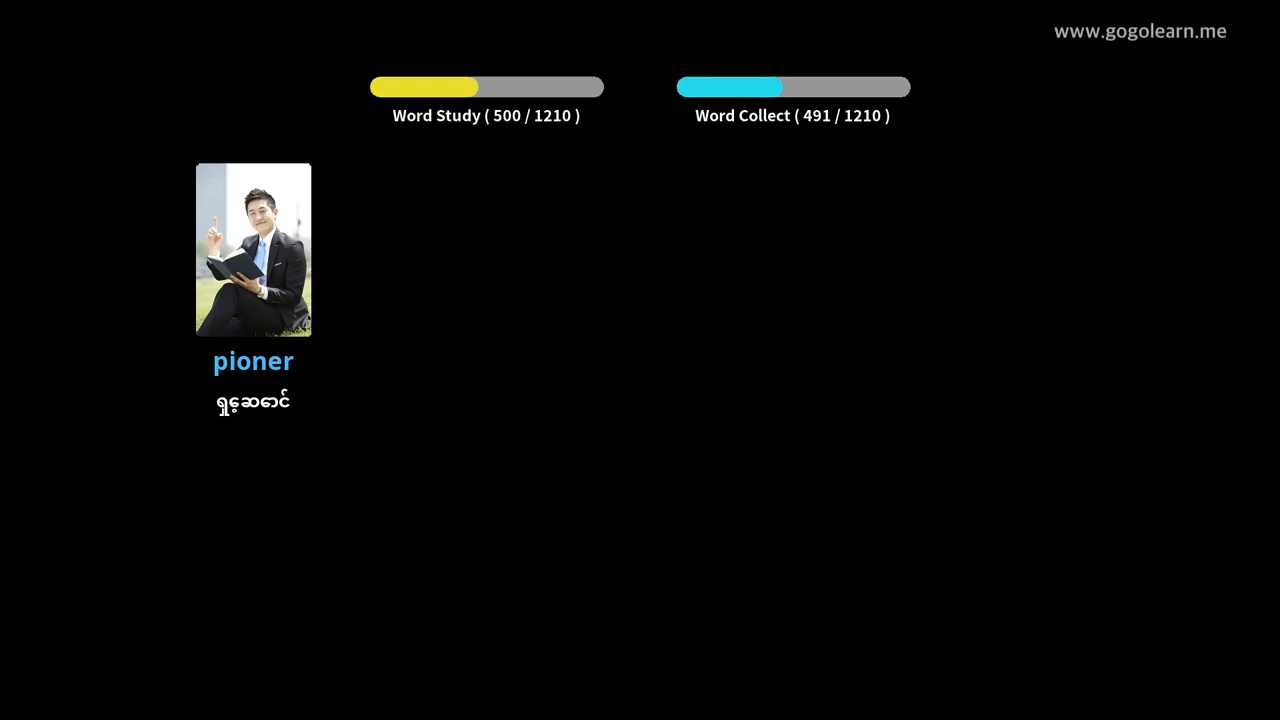 www.gogolearn.me
Word Study ( 500 / 1210 )
Word Collect ( 491 / 1210 )
pioner
ရှေ့ဆောင်